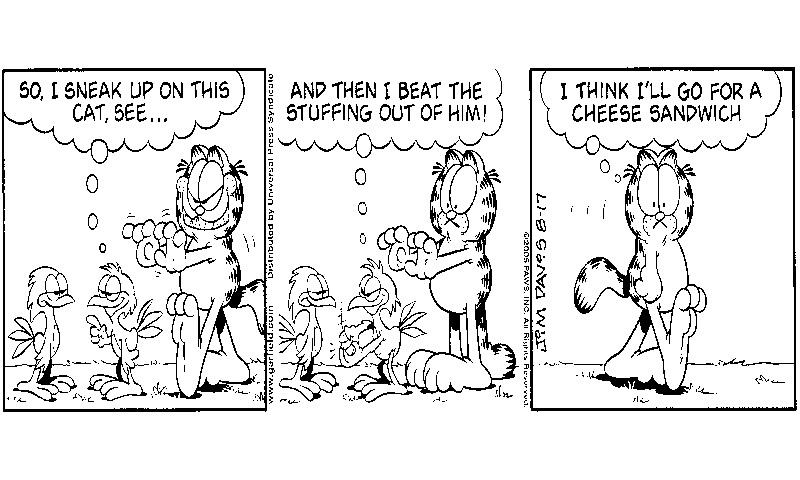 SO, I SNEAK UP ON THIS
CAT, SEE...
www.garfield.com
Distributed by Universal Press Syndicate
AND THEN I BEAT THE
STUFFING OUT OF HIM!
©2005 PAWS, INC. All Rights Reserved.
JIM DAVIS 8-17
I THINK I'LL GO FOR A
CHEESE SANDWICH